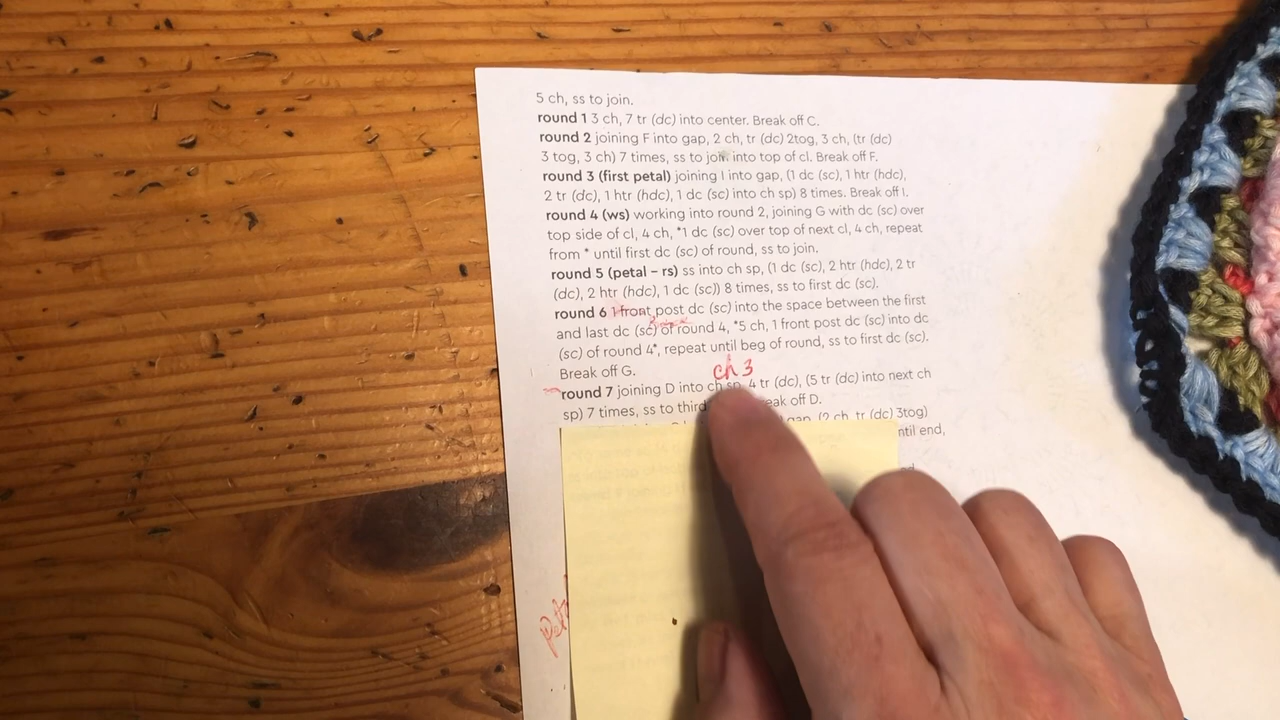 5 ch, ss to join.
round 1 3 ch, 7 tr (dc) into center. Break off C.
round 2 joining F into gap, 2 ch, tr (dc) 2tog, 3 ch, (tr (dc)
3 tog, 3 ch) 7 times, ss to join into top of cl. Break off F.
round 3 (first petal) joining I into gap, (1 dc (sc), 1 htr (hdc),
2 tr (dc), 1 htr (hdc), 1 dc (sc) into ch sp) 8 times. Break off I.
round 4 (ws) working into round 2, joining G with dc (sc) over
top side of cl, 4 ch, *1 dc (sc) over top of next cl, 4 ch, repeat
from * until first dc (sc) of round, ss to join.
round 5 (petal – rs) ss into ch sp, (1 dc (sc), 2 htr (hdc), 2 tr
(dc), 2 htr (hdc), 1 dc (sc)) 8 times, ss to first dc (sc).
round 6 1 front post dc (sc) into the space between the first
and last dc (sc) of round 4, *5 ch, 1 front post dc (sc) into dc
(sc) of round 4*, repeat until beg of round, ss to first dc (sc).
Break off G.
ch 3
round 7 joining D into ch sp, 4 tr (dc), (5 tr (dc) into next ch
sp) 7 times, ss to third eak off D.
gap, (2 ch, tr (dc) 3tog)
ntil end,